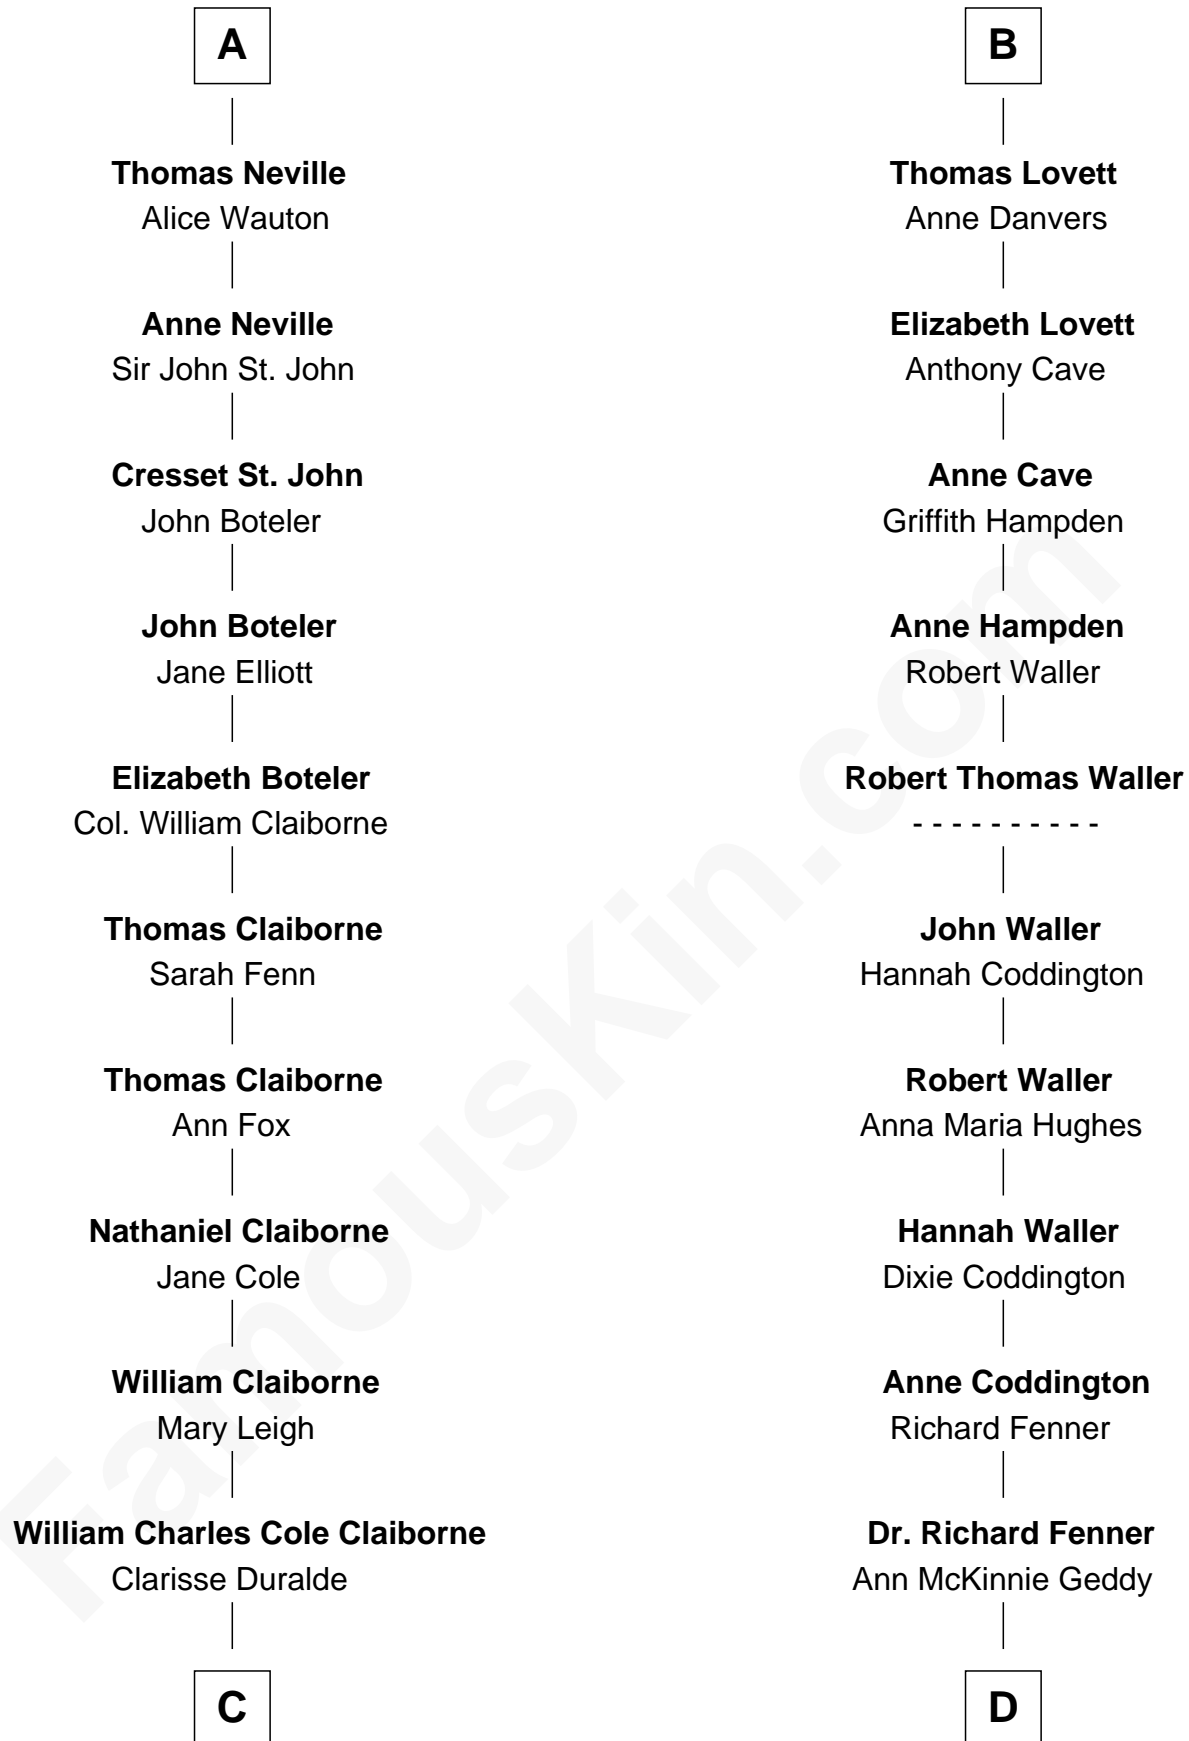 A
Thomas Neville
Alice Wauton
Anne Neville
Sir John St. John
Cresset St. John
John Boteler
John Boteler
Jane Elliott
Elizabeth Boteler
Col. William Claiborne
Thomas Claiborne
Sarah Fenn
Thomas Claiborne
Ann Fox
Nathaniel Claiborne
Jane Cole
William Claiborne
Mary Leigh
William Charles Cole Claiborne
Clarisse Duralde
C
B
Thomas Lovett
Anne Danvers
Elizabeth Lovett
Anthony Cave
Anne Cave
Griffith Hampden
Anne Hampden
Robert Waller
Robert Thomas Waller
- - - - - - - - - -
John Waller
Hannah Coddington
Robert Waller
Anna Maria Hughes
Hannah Waller
Dixie Coddington
Anne Coddington
Richard Fenner
Dr. Richard Fenner
Ann McKinnie Geddy
D
FamousKin.com